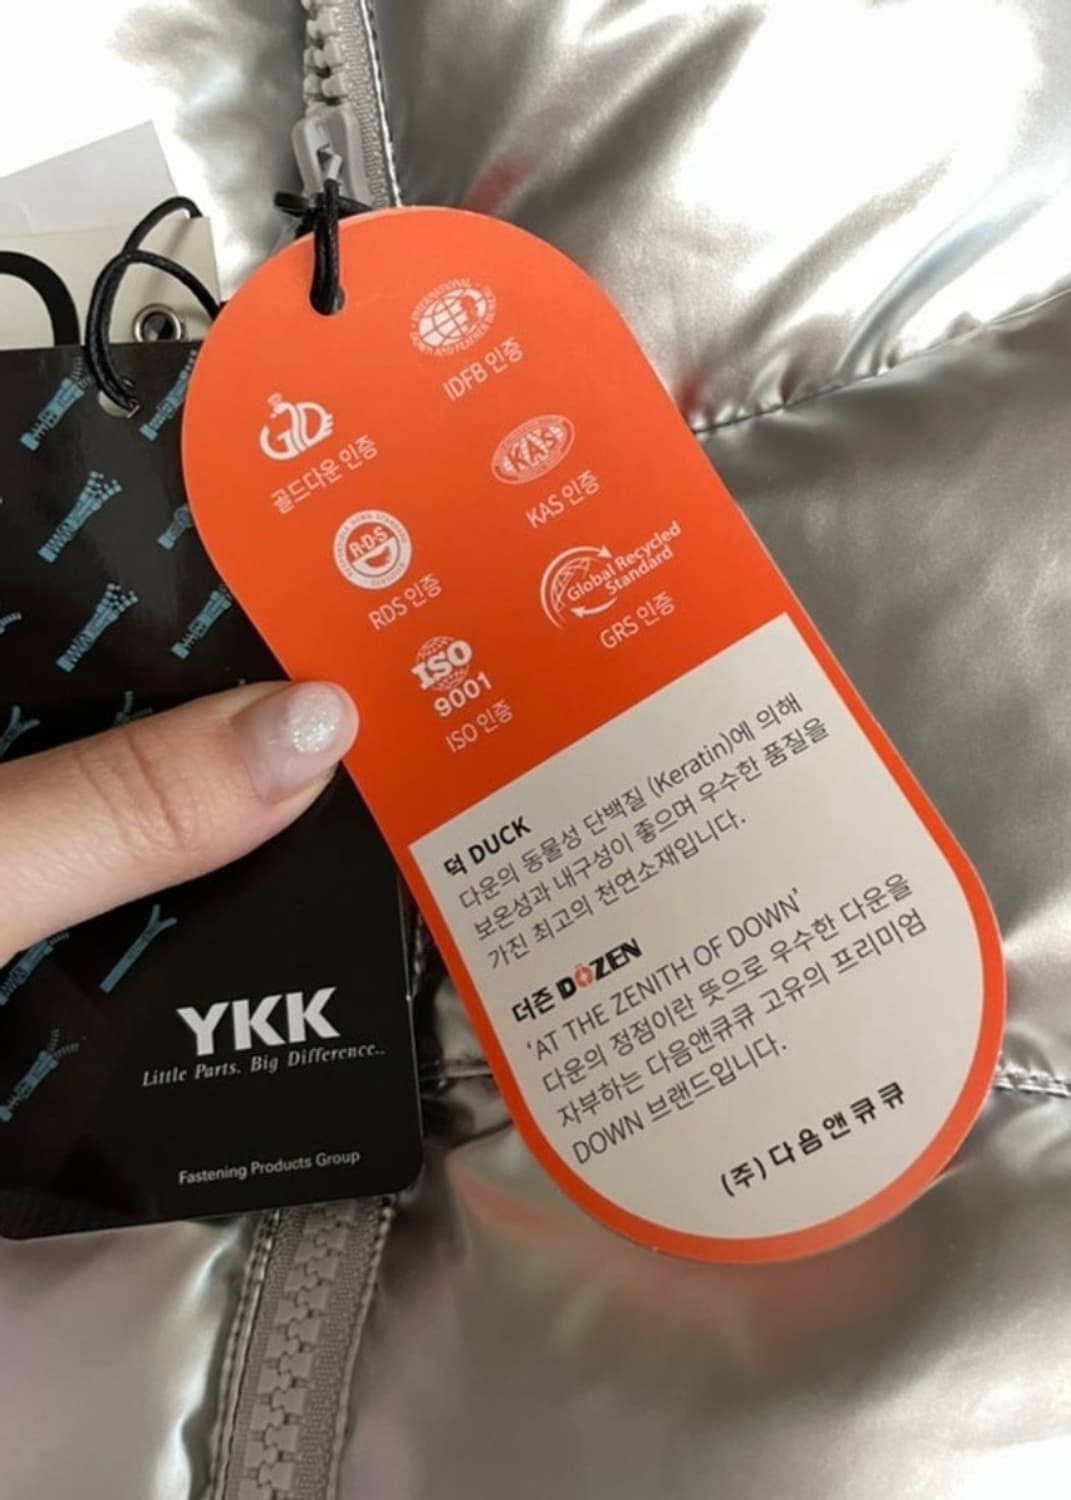 INTERNATIONAL
DOWN AND FEATHER
IDFB 인증
GD
골드다운 인증
KAS
KAS 인증
R·D·S
RDS 인증
Global Recycled
Standard
GRS 인증
ISO
9001
ISO 인증
덕 DUCK
다운의 동물성 단백질 (Keratin)에 의해
보온성과 내구성이 좋으며 우수한 품질을
가진 최고의 천연소재입니다.
더즌 DOZEN
‘AT THE ZENITH OF DOWN’
다운의 정점이란 뜻으로 우수한 다운을
자부하는 다음앤큐큐 고유의 프리미엄
DOWN 브랜드입니다.
(주)다음앤큐큐
YKK
Little Parts. Big Difference.
Fastening Products Group